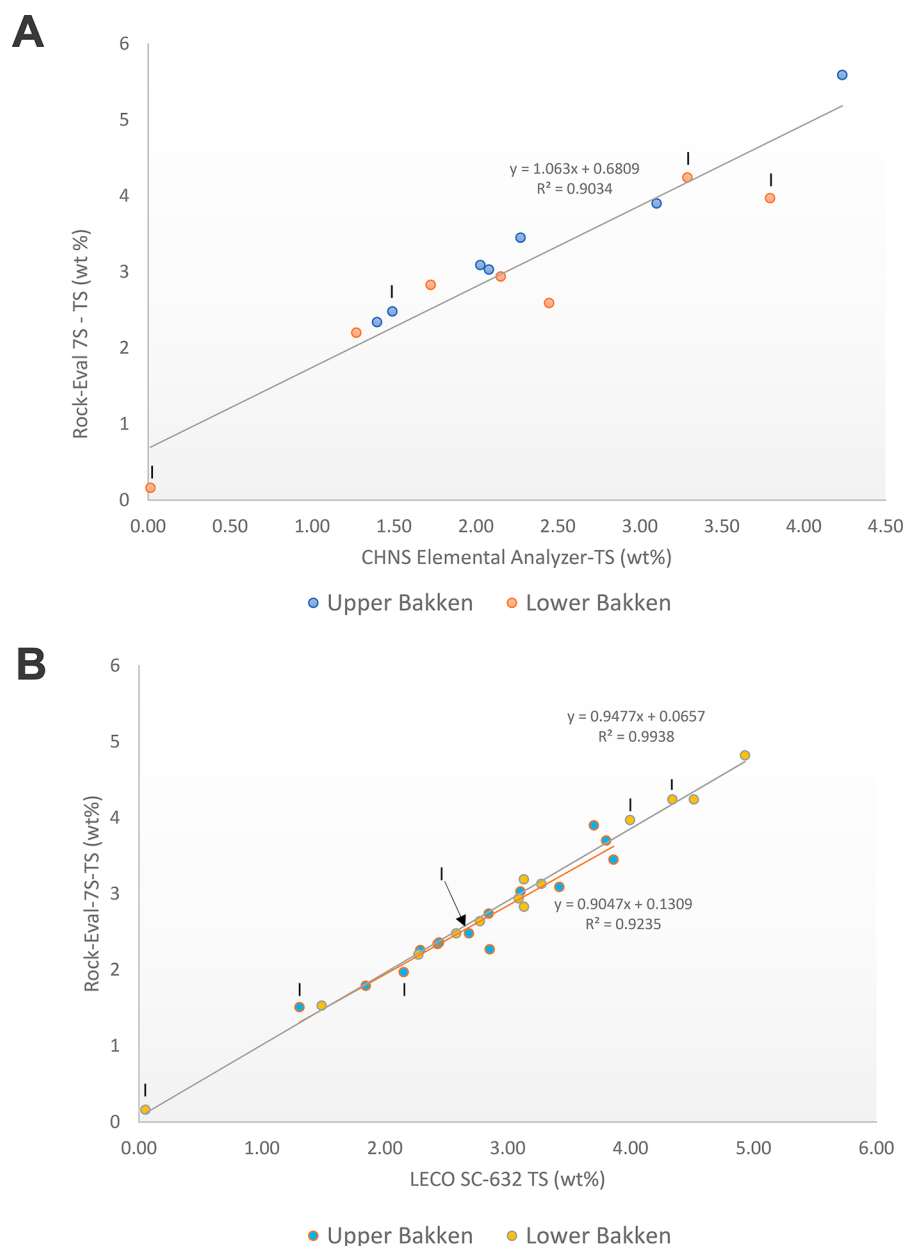 A
6
5
4
3
2
1
0
Rock-Eval 7S - TS (wt %)
y = 1.063x + 0.6809
R² = 0.9034
I
I
I
I
0.00 0.50 1.00 1.50 2.00 2.50 3.00 3.50 4.00 4.50
CHNS Elemental Analyzer-TS (wt%)
Upper Bakken Lower Bakken
B
6
5
4
3
2
1
0
Rock-Eval-7S-TS (wt%)
y = 0.9477x + 0.0657
R² = 0.9938
I
I
I
y = 0.9047x + 0.1309
R² = 0.9235
I
I
I
0.00 1.00 2.00 3.00 4.00 5.00 6.00
LECO SC-632 TS (wt%)
Upper Bakken Lower Bakken